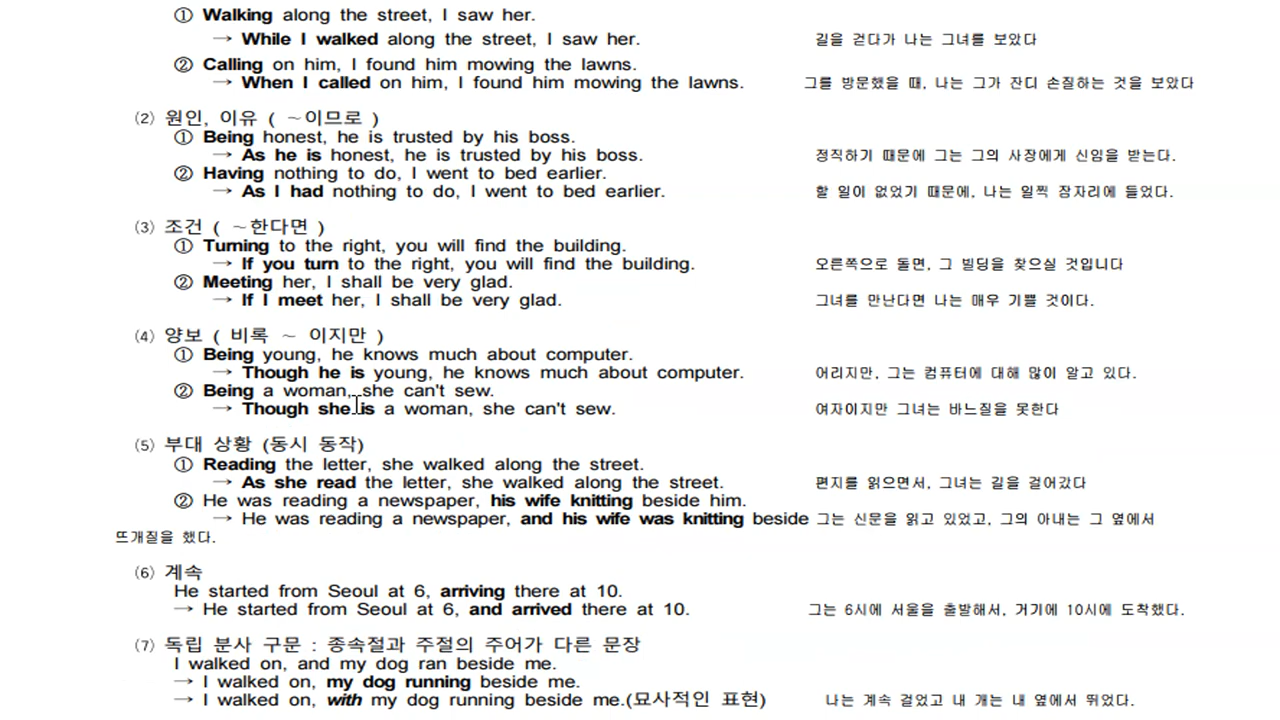 ① Walking along the street, I saw her.
→ While I walked along the street, I saw her. 길을 걷다가 나는 그녀를 보았다
② Calling on him, I found him mowing the lawns.
→ When I called on him, I found him mowing the lawns. 그를 방문했을 때, 나는 그가 잔디 손질하는 것을 보았다
(2) 원인, 이유 ( ~이므로 )
① Being honest, he is trusted by his boss.
→ As he is honest, he is trusted by his boss. 정직하기 때문에 그는 그의 사장에게 신임을 받는다.
② Having nothing to do, I went to bed earlier.
→ As I had nothing to do, I went to bed earlier. 할 일이 없었기 때문에, 나는 일찍 잠자리에 들었다.
(3) 조건 ( ~한다면 )
① Turning to the right, you will find the building.
→ If you turn to the right, you will find the building. 오른쪽으로 돌면, 그 빌딩을 찾으실 것입니다
② Meeting her, I shall be very glad.
→ If I meet her, I shall be very glad. 그녀를 만난다면 나는 매우 기쁠 것이다.
(4) 양보 ( 비록 ~ 이지만 )
① Being young, he knows much about computer.
→ Though he is young, he knows much about computer. 어리지만, 그는 컴퓨터에 대해 많이 알고 있다.
② Being a woman, she can't sew.
→ Though she is a woman, she can't sew. 여자이지만 그녀는 바느질을 못한다
(5) 부대 상황 (동시 동작)
① Reading the letter, she walked along the street.
→ As she read the letter, she walked along the street. 편지를 읽으면서, 그녀는 길을 걸어갔다
② He was reading a newspaper, his wife knitting beside him.
→ He was reading a newspaper, and his wife was knitting beside 그는 신문을 읽고 있었고, 그의 아내는 그 옆에서
뜨개질을 했다.
(6) 계속
He started from Seoul at 6, arriving there at 10.
→ He started from Seoul at 6, and arrived there at 10. 그는 6시에 서울을 출발해서, 거기에 10시에 도착했다.
(7) 독립 분사 구문 : 종속절과 주절의 주어가 다른 문장
I walked on, and my dog ran beside me.
→ I walked on, my dog running beside me.
→ I walked on, with my dog running beside me.(묘사적인 표현) 나는 계속 걸었고 내 개는 내 옆에서 뛰었다.